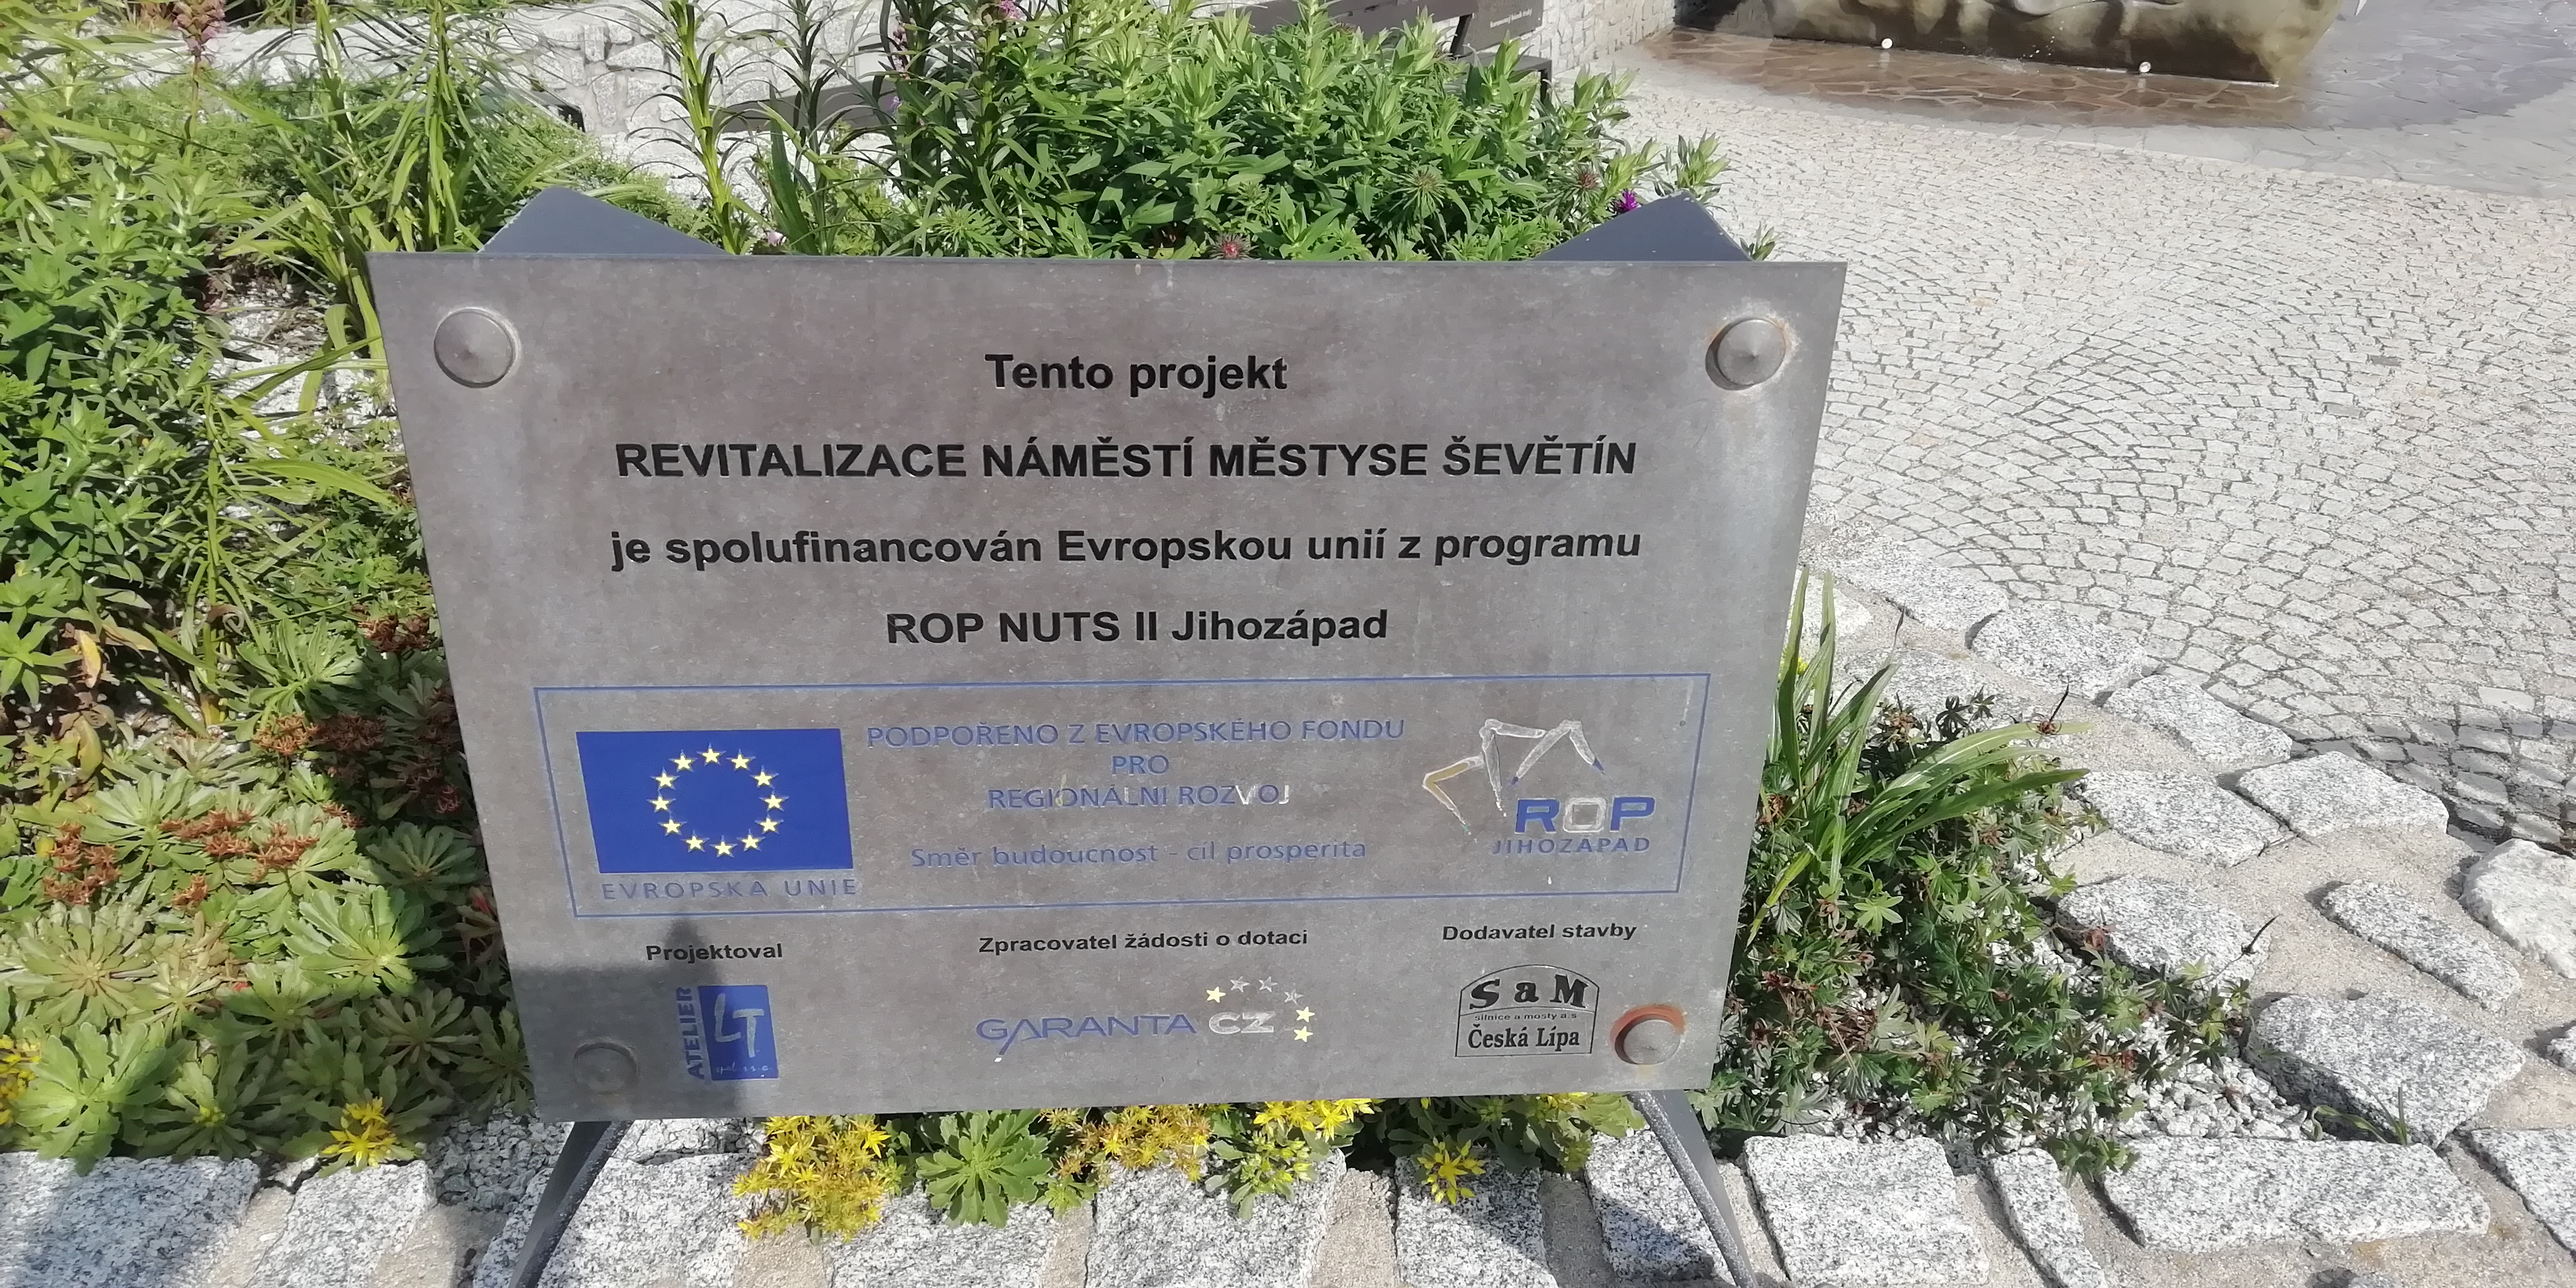 Tento projekt
REVITALIZACE NÁMĚSTÍ MĚSTYSE ŠEVĚTÍN
je spolufinancován Evropskou unií z programu
ROP NUTS II Jihozápad
PODPOŘENO Z EVROPSKÉHO FONDU
PRO
REGIONÁLNÍ ROZVOJ
Směr budoucnost - cíl prosperita
EVROPSKÁ UNIE
ROP
JIHOZÁPAD
Projektoval
ATELIER
LT
spol. s r.o.
Zpracovatel žádosti o dotaci
GARANTA CZ
Dodavatel stavby
S a M
silnice a mosty a.s
Česká Lípa